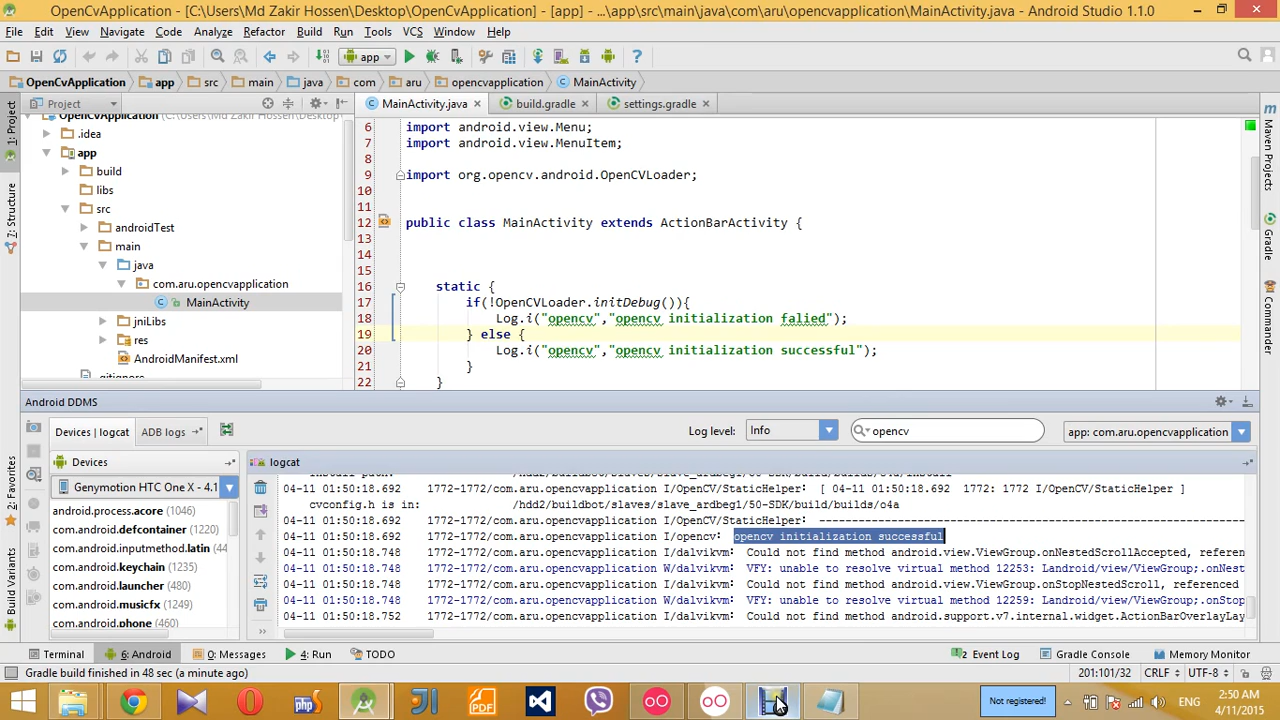 OpenCvApplication - [C:\Users\Md Zakir Hossen\Desktop\OpenCvApplication] - [app] - ...\app\src\main\java\com\aru\opencvapplication\MainActivity.java - Android Studio 1.1.0
File Edit View Navigate Code Analyze Refactor Build Run Tools VCS Window Help
app
OpenCvApplication app src main java com aru opencvapplication MainActivity
Project
MainActivity.java build.gradle settings.gradle
1: Project
7: Structure
2: Favorites
Build Variants
Maven Projects
Gradle
Commander
OpenCvApplication
.idea
app
build
libs
src
androidTest
main
java
com.aru.opencvapplication
MainActivity
jniLibs
res
AndroidManifest.xml
.gitignore
6 import android.view.Menu;
7 import android.view.MenuItem;
8
9 import org.opencv.android.OpenCVLoader;
10
11
12 public class MainActivity extends ActionBarActivity {
13
14
15
16 static {
17 if(!OpenCVLoader.initDebug()){
18 Log.i("opencv","opencv initialization falied");
19 } else {
20 Log.i("opencv","opencv initialization successful");
21 }
22 }
Android DDMS
Devices | logcat ADB logs Log level: Info opencv app: com.aru.opencvapplication
Devices
logcat
Genymotion HTC One X - 4.1
android.process.acore (1046)
com.android.defcontainer (1220)
com.android.inputmethod.latin
com.android.keychain (1235)
com.android.launcher (480)
com.android.musicfx (1249)
com.android.phone (460)
04-11 01:50:18.692 1772-1772/com.aru.opencvapplication I/OpenCV/StaticHelper: [ 04-11 01:50:18.692 1772: 1772 I/OpenCV/StaticHelper ]
cvconfig.h is in: /hdd2/buildbot/slaves/slave_ardbeg1/50-SDK/build/builds/o4a
04-11 01:50:18.692 1772-1772/com.aru.opencvapplication I/OpenCV/StaticHelper:
04-11 01:50:18.692 1772-1772/com.aru.opencvapplication I/opencv: opencv initialization successful
04-11 01:50:18.748 1772-1772/com.aru.opencvapplication I/dalvikvm: Could not find method android.view.ViewGroup.onNestedScrollAccepted, referen
04-11 01:50:18.748 1772-1772/com.aru.opencvapplication W/dalvikvm: VFY: unable to resolve virtual method 12253: Landroid/view/ViewGroup;.onNest
04-11 01:50:18.748 1772-1772/com.aru.opencvapplication I/dalvikvm: Could not find method android.view.ViewGroup.onStopNestedScroll, referenced
04-11 01:50:18.748 1772-1772/com.aru.opencvapplication W/dalvikvm: VFY: unable to resolve virtual method 12259: Landroid/view/ViewGroup;.onStop
04-11 01:50:18.752 1772-1772/com.aru.opencvapplication I/dalvikvm: Could not find method android.support.v7.internal.widget.ActionBarOverlayLay
Terminal 6: Android 0: Messages 4: Run TODO 2 Event Log Gradle Console Memory Monitor
Gradle build finished in 48 sec (a minute ago) 201:101/32 CRLF UTF-8
php PDF Not registered! ENG 2:50 AM
4/11/2015